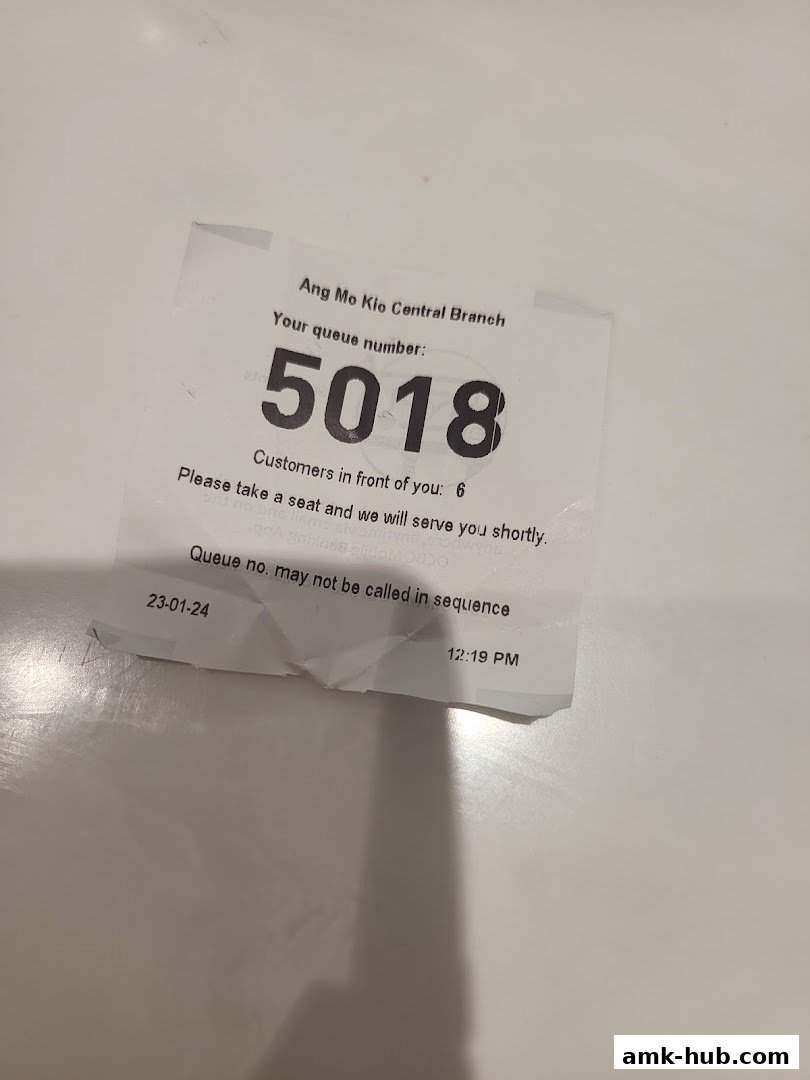 Ang Mo Kio Central Branch
Your queue number:
5018
Customers in front of you: 6
Please take a seat and we will serve you shortly.
Queue no. may not be called in sequence
23-01-24
12:19 PM
amk-hub.com